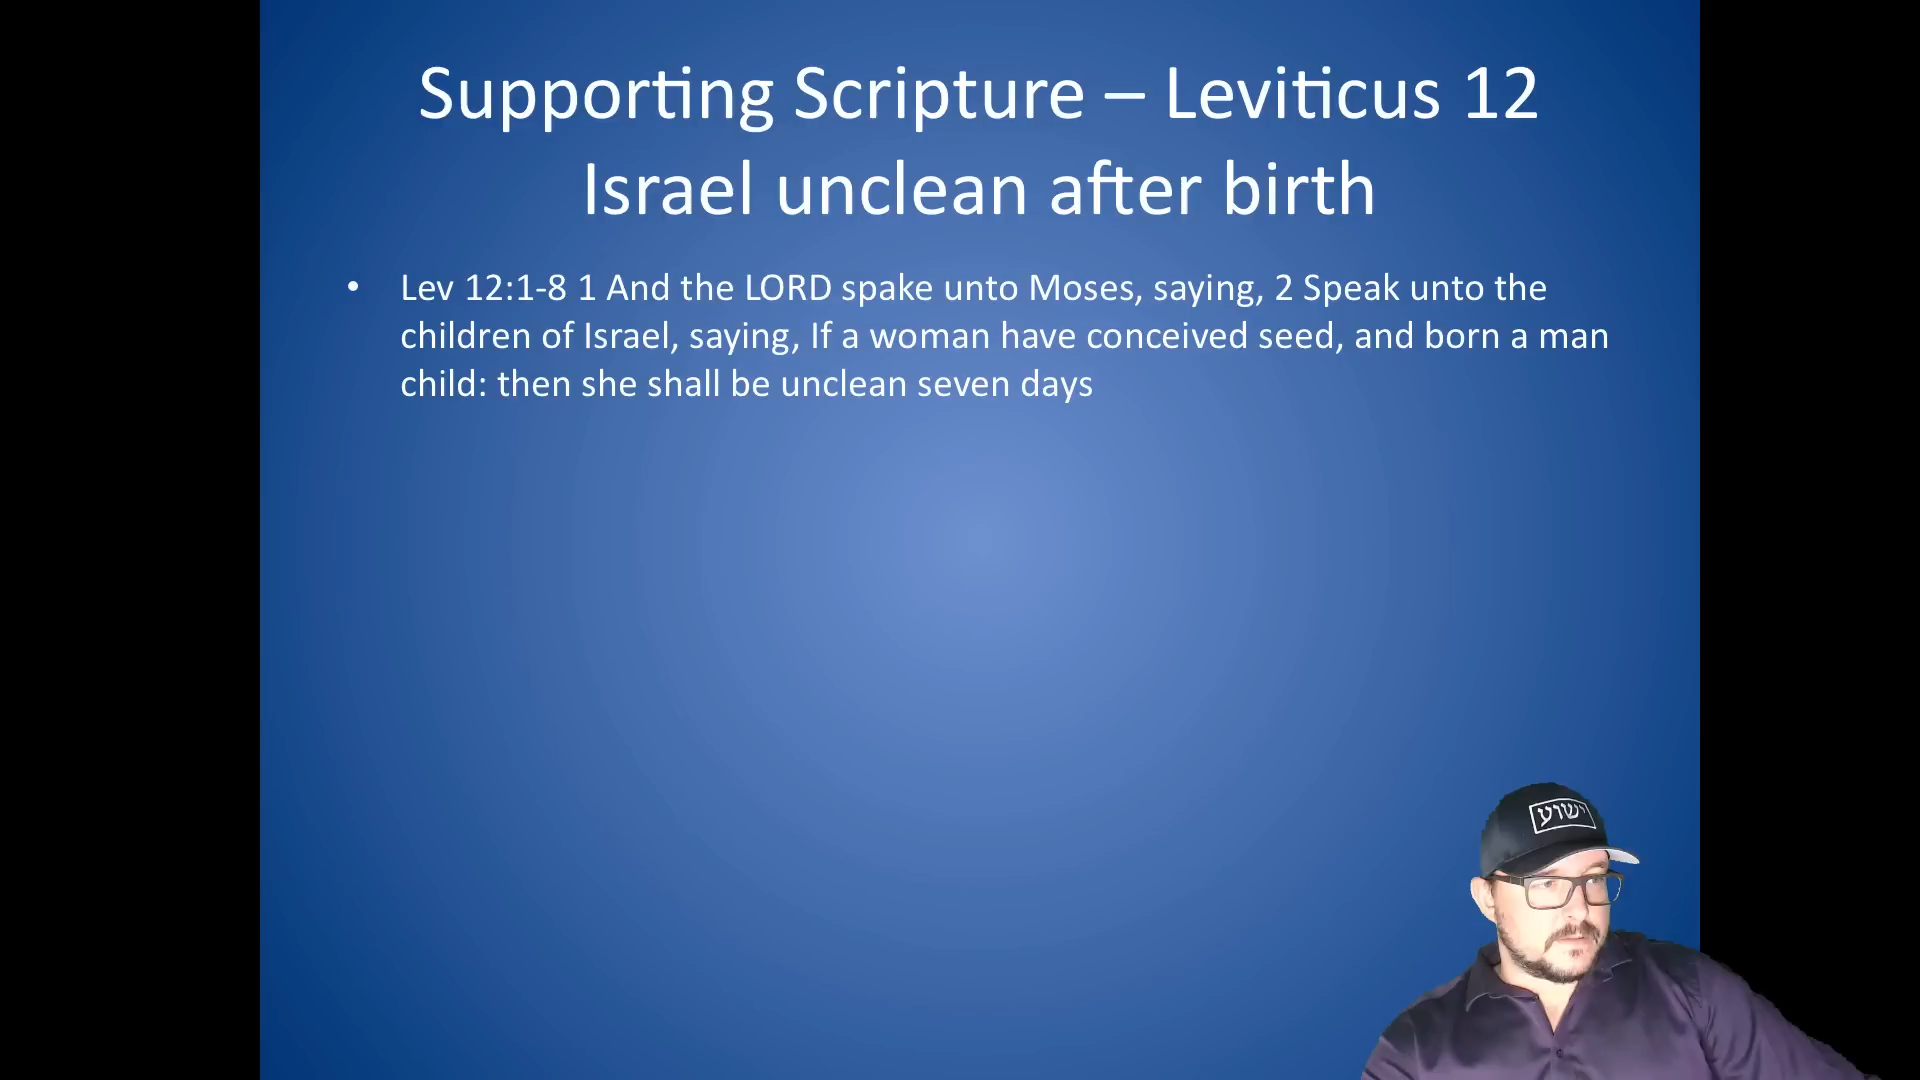 Supporting Scripture – Leviticus 12
Israel unclean after birth
• Lev 12:1-8 1 And the LORD spake unto Moses, saying, 2 Speak unto the
children of Israel, saying, If a woman have conceived seed, and born a man
child: then she shall be unclean seven days
ישוע